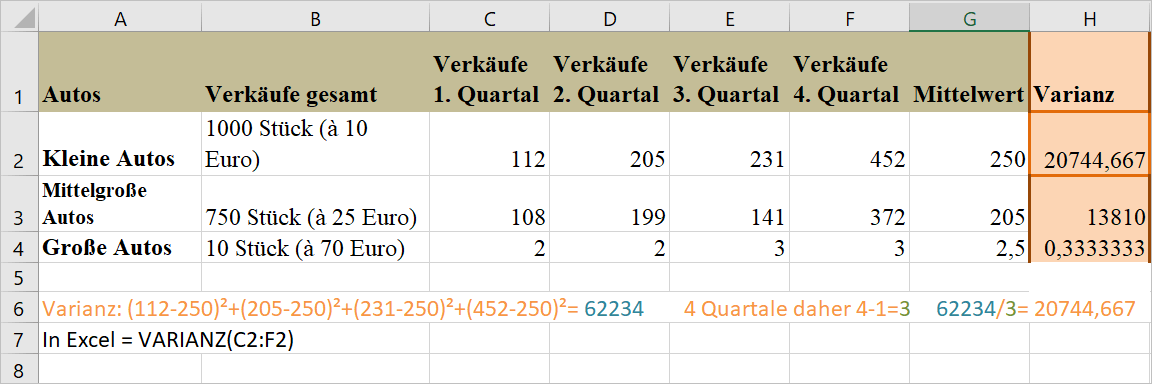 A B C D E F G H
Verkäufe Verkäufe Verkäufe Verkäufe
1 Autos Verkäufe gesamt 1. Quartal 2. Quartal 3. Quartal 4. Quartal Mittelwert Varianz
1000 Stück (à 10
2 Kleine Autos Euro) 112 205 231 452 250 20744,667
Mittelgroße
3 Autos 750 Stück (à 25 Euro) 108 199 141 372 205 13810
4 Große Autos 10 Stück (à 70 Euro) 2 2 3 3 2,5 0,3333333
5
6 Varianz: (112-250)²+(205-250)²+(231-250)²+(452-250)²= 62234 4 Quartale daher 4-1=3 62234/3= 20744,667
7 In Excel = VARIANZ(C2:F2)
8